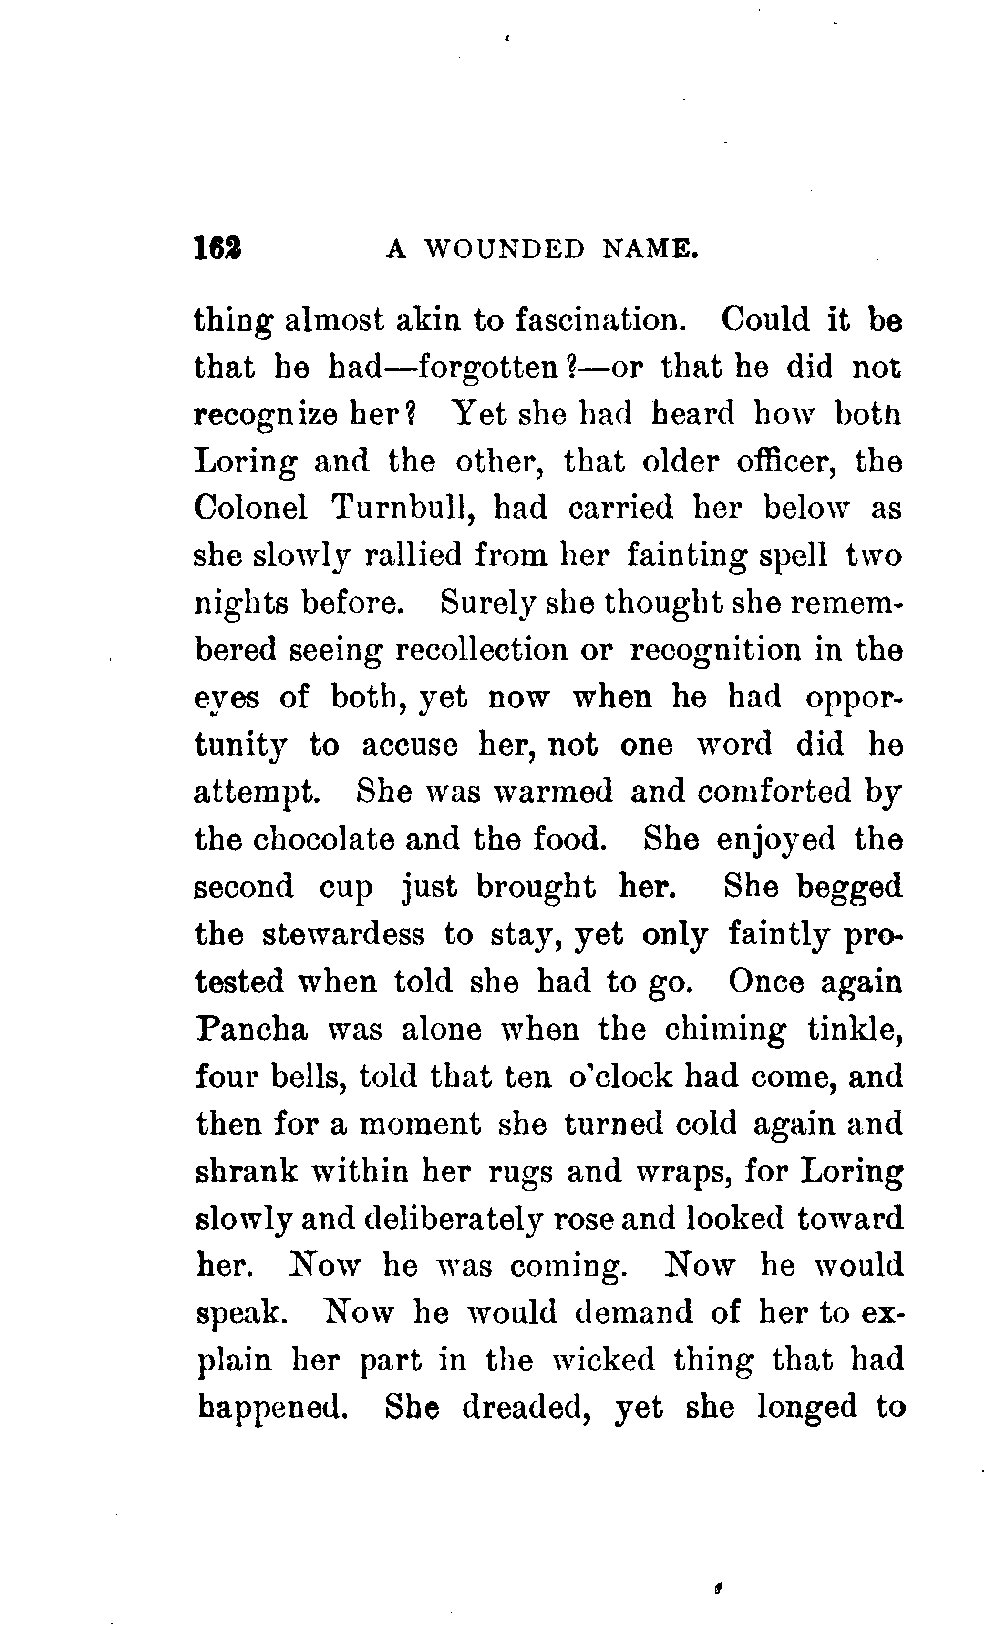 162 A WOUNDED NAME.
thing almost akin to fascination. Could it be
that he had—forgotten?—or that he did not
recognize her? Yet she had heard how both
Loring and the other, that older officer, the
Colonel Turnbull, had carried her below as
she slowly rallied from her fainting spell two
nights before. Surely she thought she remem-
bered seeing recollection or recognition in the
eyes of both, yet now when he had oppor-
tunity to accuse her, not one word did he
attempt. She was warmed and comforted by
the chocolate and the food. She enjoyed the
second cup just brought her. She begged
the stewardess to stay, yet only faintly pro-
tested when told she had to go. Once again
Pancha was alone when the chiming tinkle,
four bells, told that ten o'clock had come, and
then for a moment she turned cold again and
shrank within her rugs and wraps, for Loring
slowly and deliberately rose and looked toward
her. Now he was coming. Now he would
speak. Now he would demand of her to ex-
plain her part in the wicked thing that had
happened. She dreaded, yet she longed to